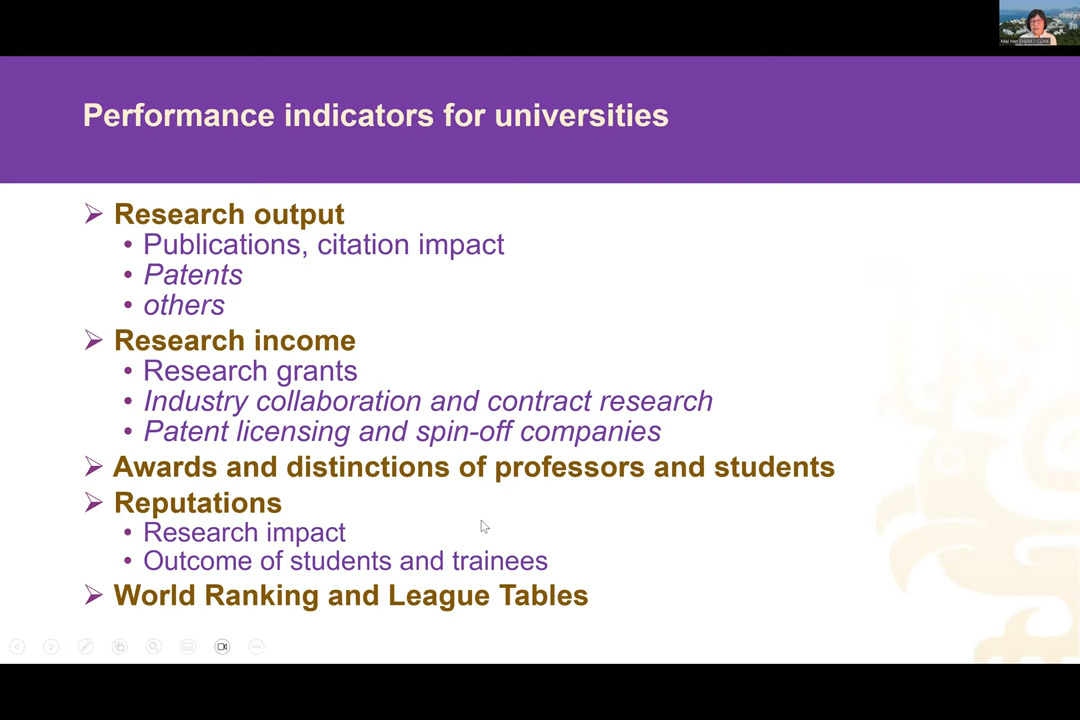 Performance indicators for universities
➢ Research output
• Publications, citation impact
• Patents
• others
➢ Research income
• Research grants
• Industry collaboration and contract research
• Patent licensing and spin-off companies
➢ Awards and distinctions of professors and students
➢ Reputations
• Research impact
• Outcome of students and trainees
➢ World Ranking and League Tables